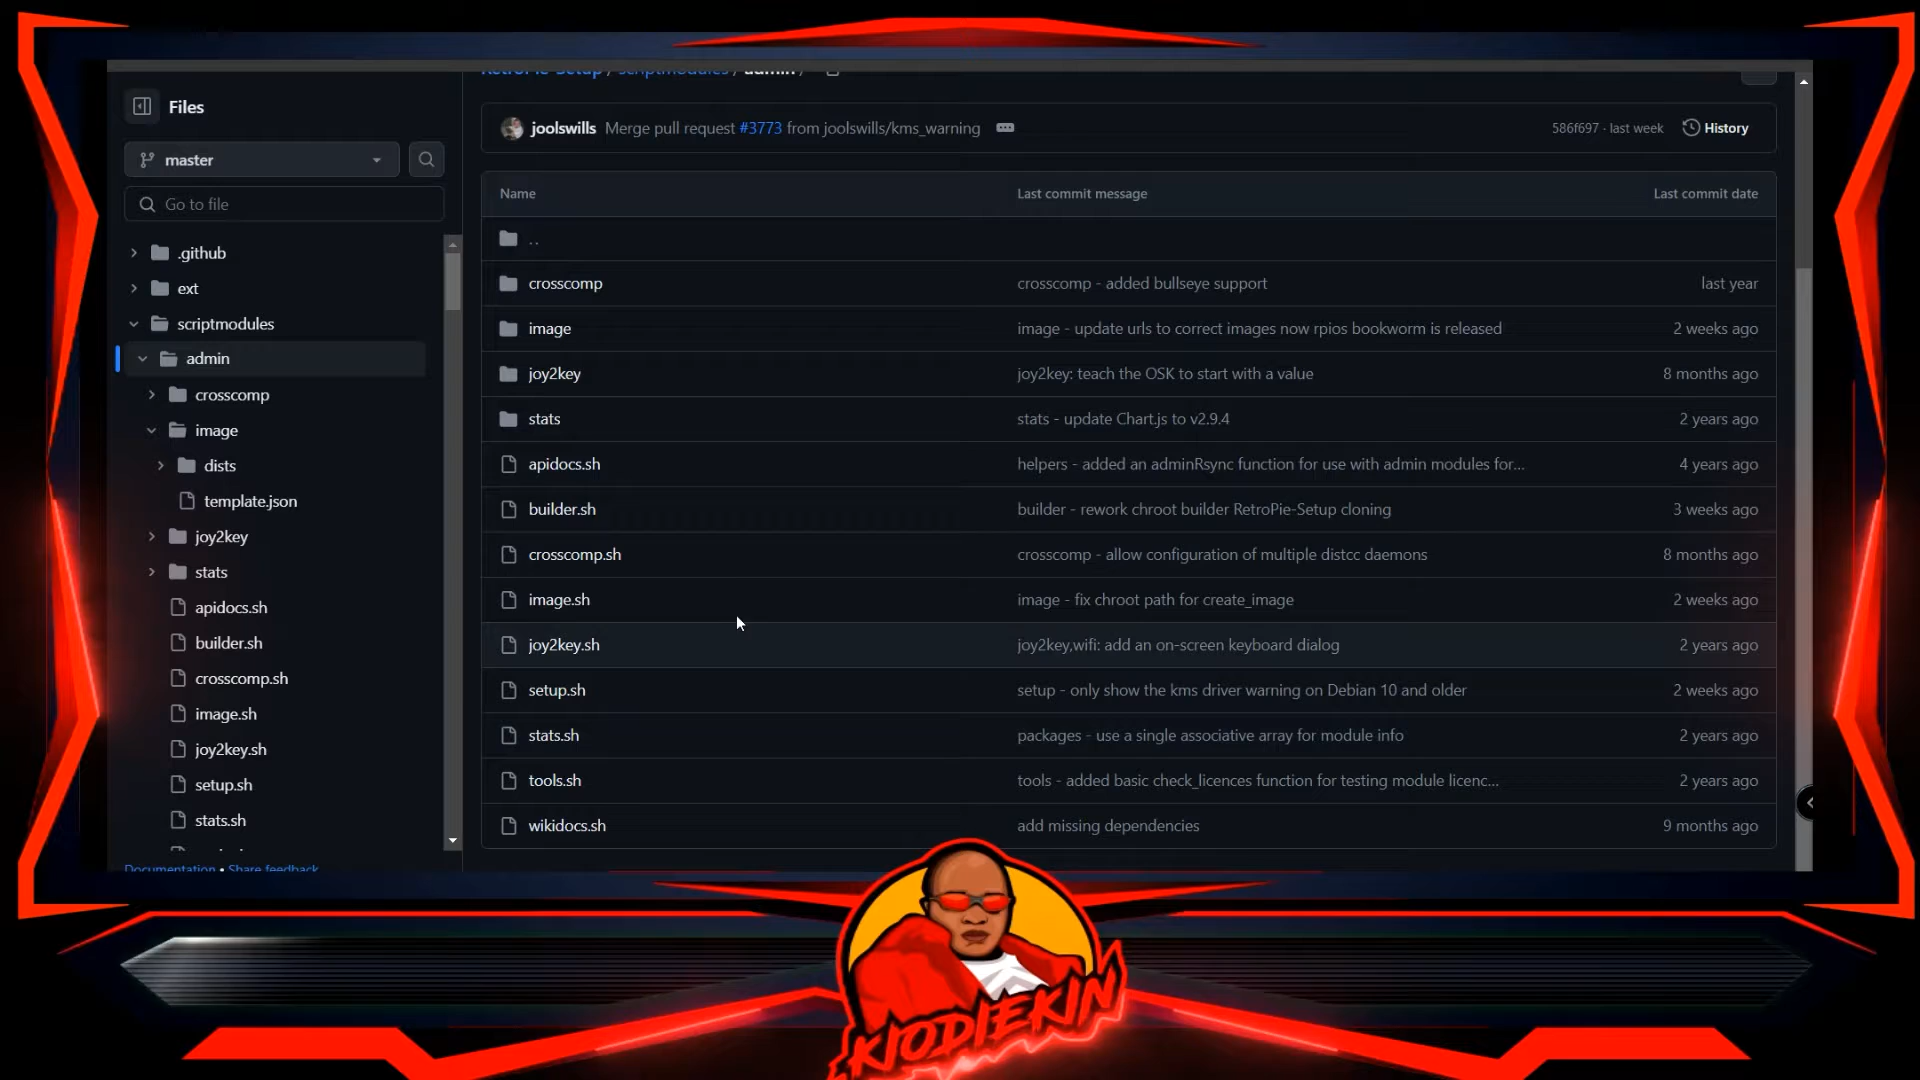 RetroPie-Setup / scriptmodules / admin /
Files
joolswills Merge pull request #3773 from joolswills/kms_warning
586f697 · last week History
master
Name Last commit message Last commit date
Go to file
..
.github
crosscomp crosscomp - added bullseye support last year
ext
image image - update urls to correct images now rpios bookworm is released 2 weeks ago
scriptmodules
admin
joy2key joy2key: teach the OSK to start with a value 8 months ago
crosscomp
stats stats - update Chart.js to v2.9.4 2 years ago
image
dists
apidocs.sh helpers - added an adminRsync function for use with admin modules for... 4 years ago
template.json
builder.sh builder - rework chroot builder RetroPie-Setup cloning 3 weeks ago
joy2key
crosscomp.sh crosscomp - allow configuration of multiple distcc daemons 8 months ago
stats
image.sh image - fix chroot path for create_image 2 weeks ago
apidocs.sh
builder.sh
joy2key.sh joy2key,wifi: add an on-screen keyboard dialog 2 years ago
crosscomp.sh
setup.sh setup - only show the kms driver warning on Debian 10 and older 2 weeks ago
image.sh
stats.sh packages - use a single associative array for module info 2 years ago
joy2key.sh
setup.sh
tools.sh tools - added basic check_licences function for testing module licenc... 2 years ago
stats.sh
wikidocs.sh add missing dependencies 9 months ago
Documentation • Share feedback
KIODIEKIN